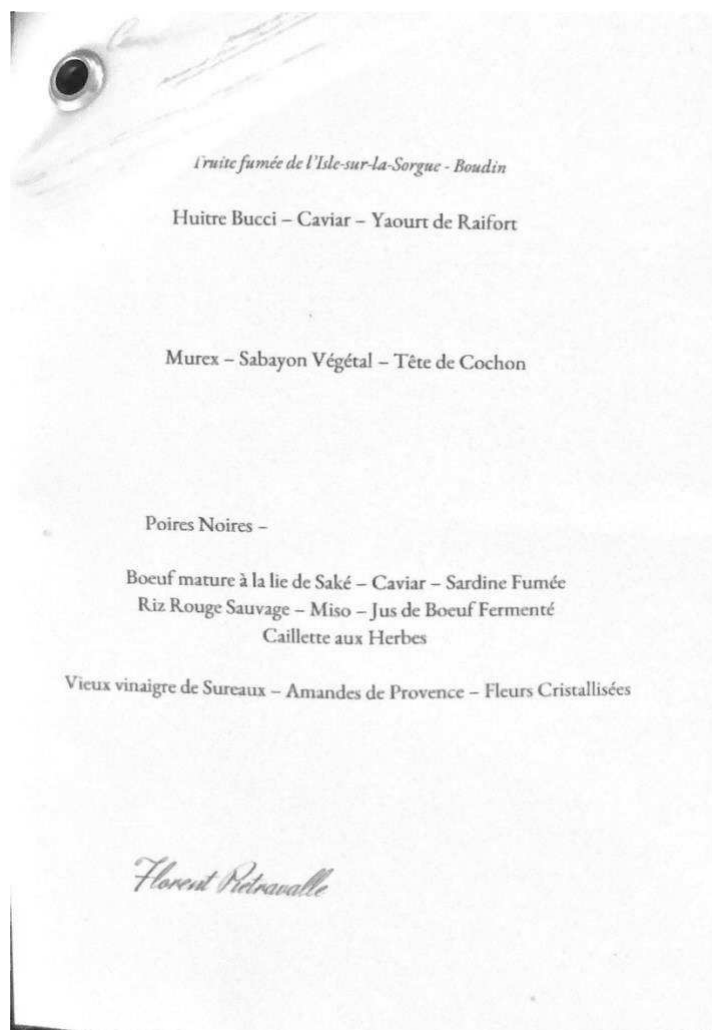 Truite fumée de l'Isle-sur-la-Sorgue - Boudin
Huitre Bucci – Caviar – Yaourt de Raifort
Murex – Sabayon Végétal – Tête de Cochon
Poires Noires –
Boeuf mature à la lie de Saké – Caviar – Sardine Fumée
Riz Rouge Sauvage – Miso – Jus de Boeuf Fermenté
Caillette aux Herbes
Vieux vinaigre de Sureaux – Amandes de Provence – Fleurs Cristallisées
Florent Pietravalle